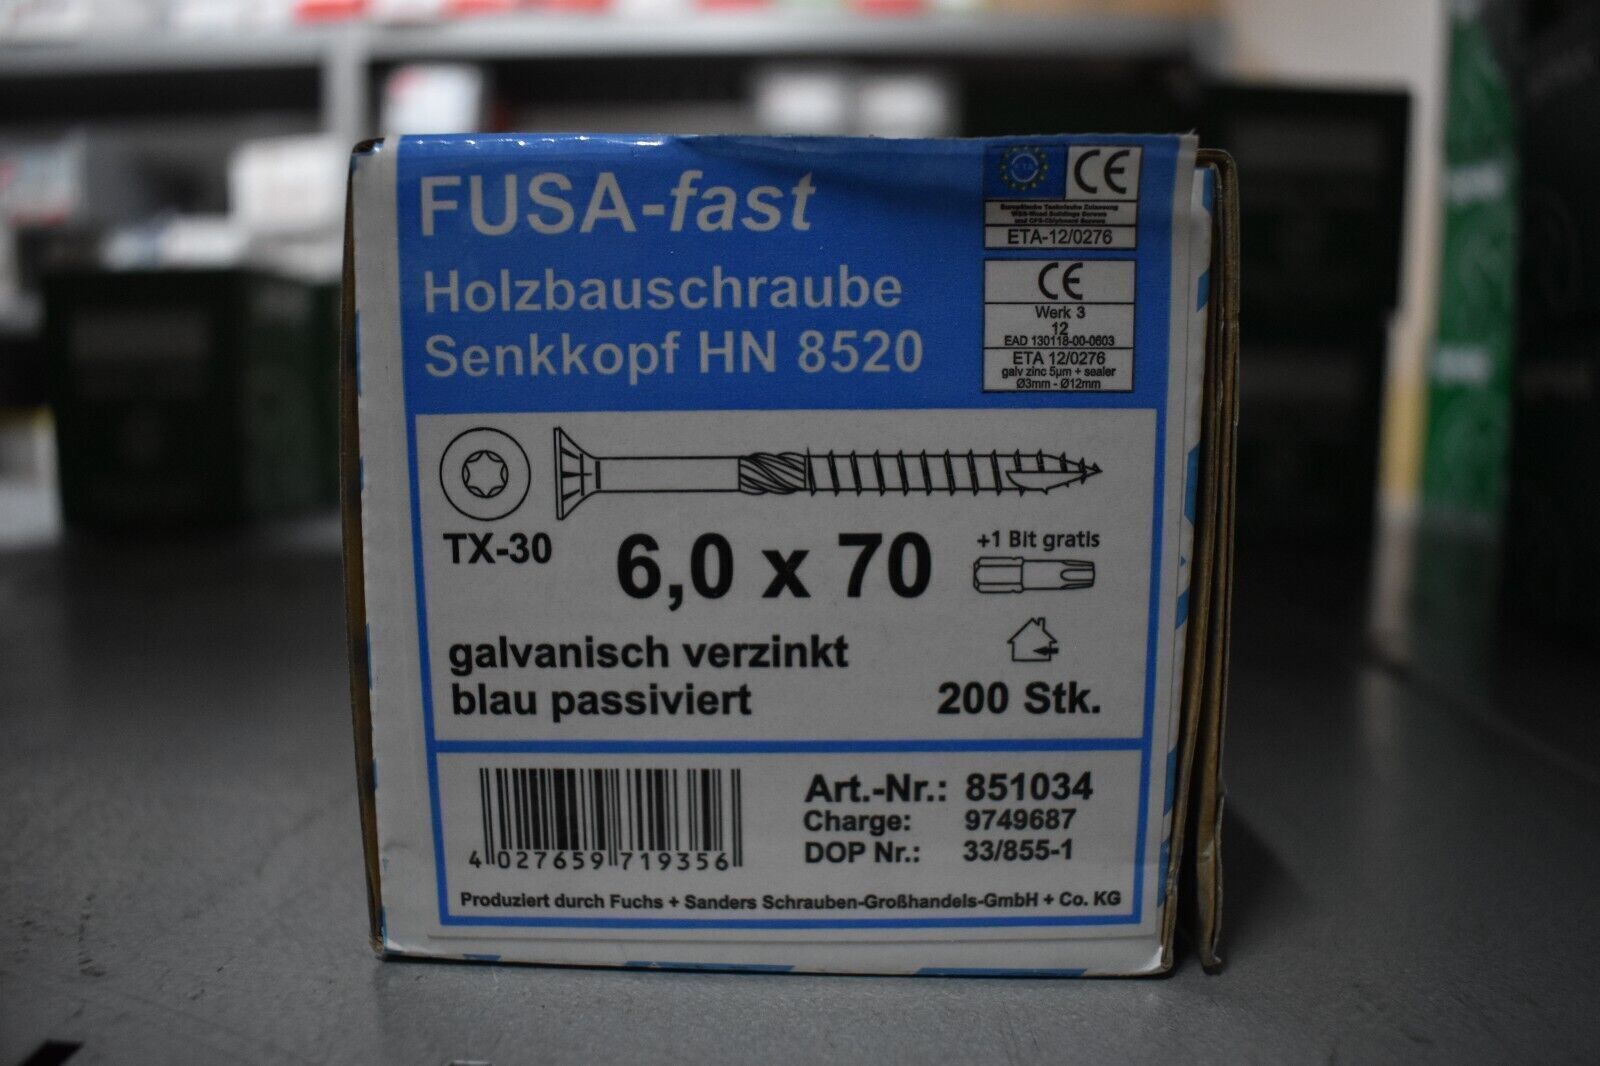 FUSA-fast
Holzbauschraube
Senkkopf HN 8520
CE
Europäische Technische Zulassung
ETA-12/0276
CE
Werk 3
12
EAD 130118-00-0603
ETA 12/0276
galv zinc 5µm + sealer
Ø3mm - Ø12mm
TX-30
6,0 x 70
+1 Bit gratis
galvanisch verzinkt
blau passiviert
200 Stk.
4 027659 719356
Art.-Nr.: 851034
Charge: 9749687
DOP Nr.: 33/855-1
Produziert durch Fuchs + Sanders Schrauben-Großhandels-GmbH + Co. KG